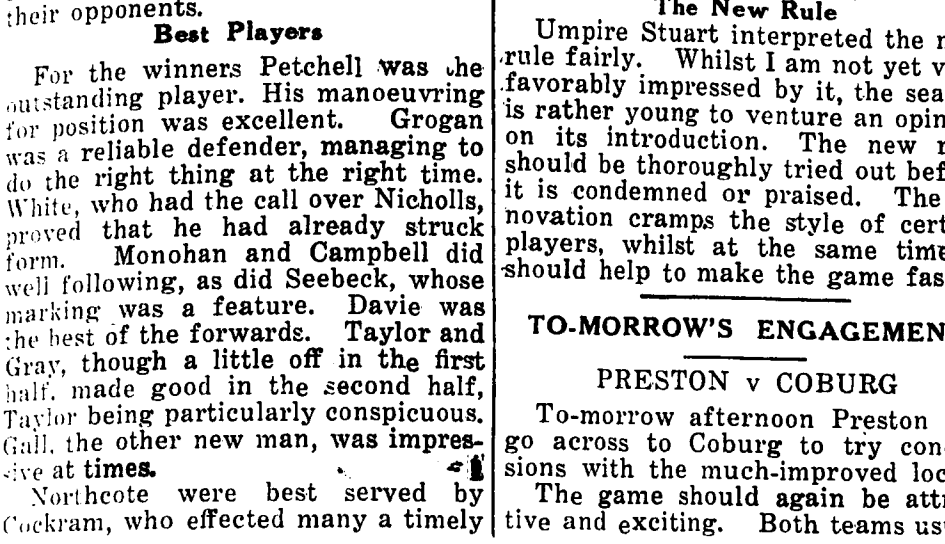 their opponents.
Best Players
For the winners Petchell was the
outstanding player. His manoeuvring
for position was excellent. Grogan
was a reliable defender, managing to
do the right thing at the right time.
White, who had the call over Nicholls,
proved that he had already struck
form. Monohan and Campbell did
well following, as did Seebeck, whose
marking was a feature. Davie was
the best of the forwards. Taylor and
Gray, though a little off in the first
half, made good in the second half,
Taylor being particularly conspicuous.
Gall, the other new man, was impres-
sive at times.
Northcote were best served by
Cockram, who effected many a timely
The New Rule
Umpire Stuart interpreted the
rule fairly. Whilst I am not yet v
favorably impressed by it, the sea
is rather young to venture an opin
on its introduction. The new
should be thoroughly tried out bef
it is condemned or praised. The
novation cramps the style of cert
players, whilst at the same time
should help to make the game fas
TO-MORROW'S ENGAGEMEN
PRESTON v COBURG
To-morrow afternoon Preston
go across to Coburg to try con
sions with the much-improved loc
The game should again be attr
tive and exciting. Both teams us